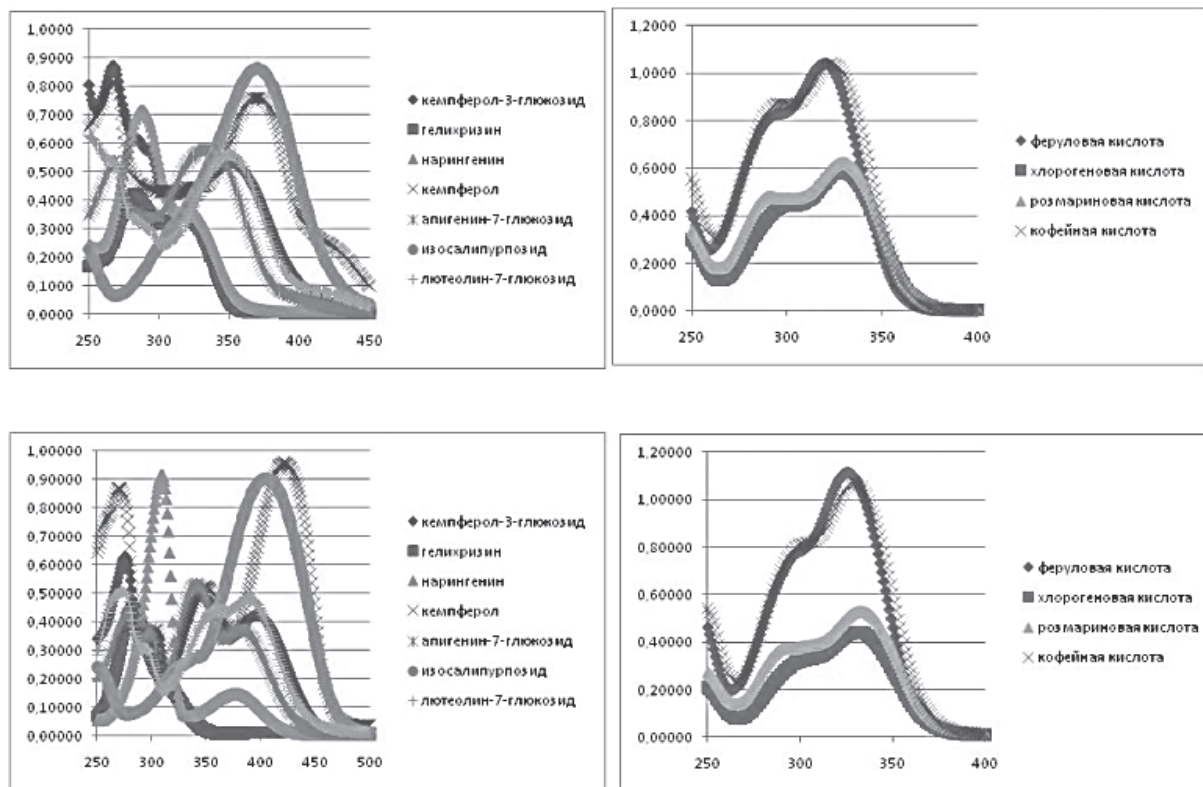 1,0000
0,9000
0,8000
0,7000
0,6000
0,5000
0,4000
0,3000
0,2000
0,1000
0,0000
250 300 350 400 450
кемпферол-3-глюкозид
гелихризин
нарингенин
кемпферол
апигенин-7-глюкозид
изосалипурпозид
лютеолин-7-глюкозид
1,2000
1,0000
0,8000
0,6000
0,4000
0,2000
0,0000
250 300 350 400
феруловая кислота
хлорогеновая кислота
розмариновая кислота
кофейная кислота
1,00000
0,90000
0,80000
0,70000
0,60000
0,50000
0,40000
0,30000
0,20000
0,10000
0,00000
250 300 350 400 450 500
кемпферол-3-глюкозид
гелихризин
нарингенин
кемпферол
апигенин-7-глюкозид
изосалипурпозид
лютеолин-7-глюкозид
1,20000
1,00000
0,80000
0,60000
0,40000
0,20000
0,00000
250 300 350 400
феруловая кислота
хлорогеновая кислота
розмариновая кислота
кофейная кислота